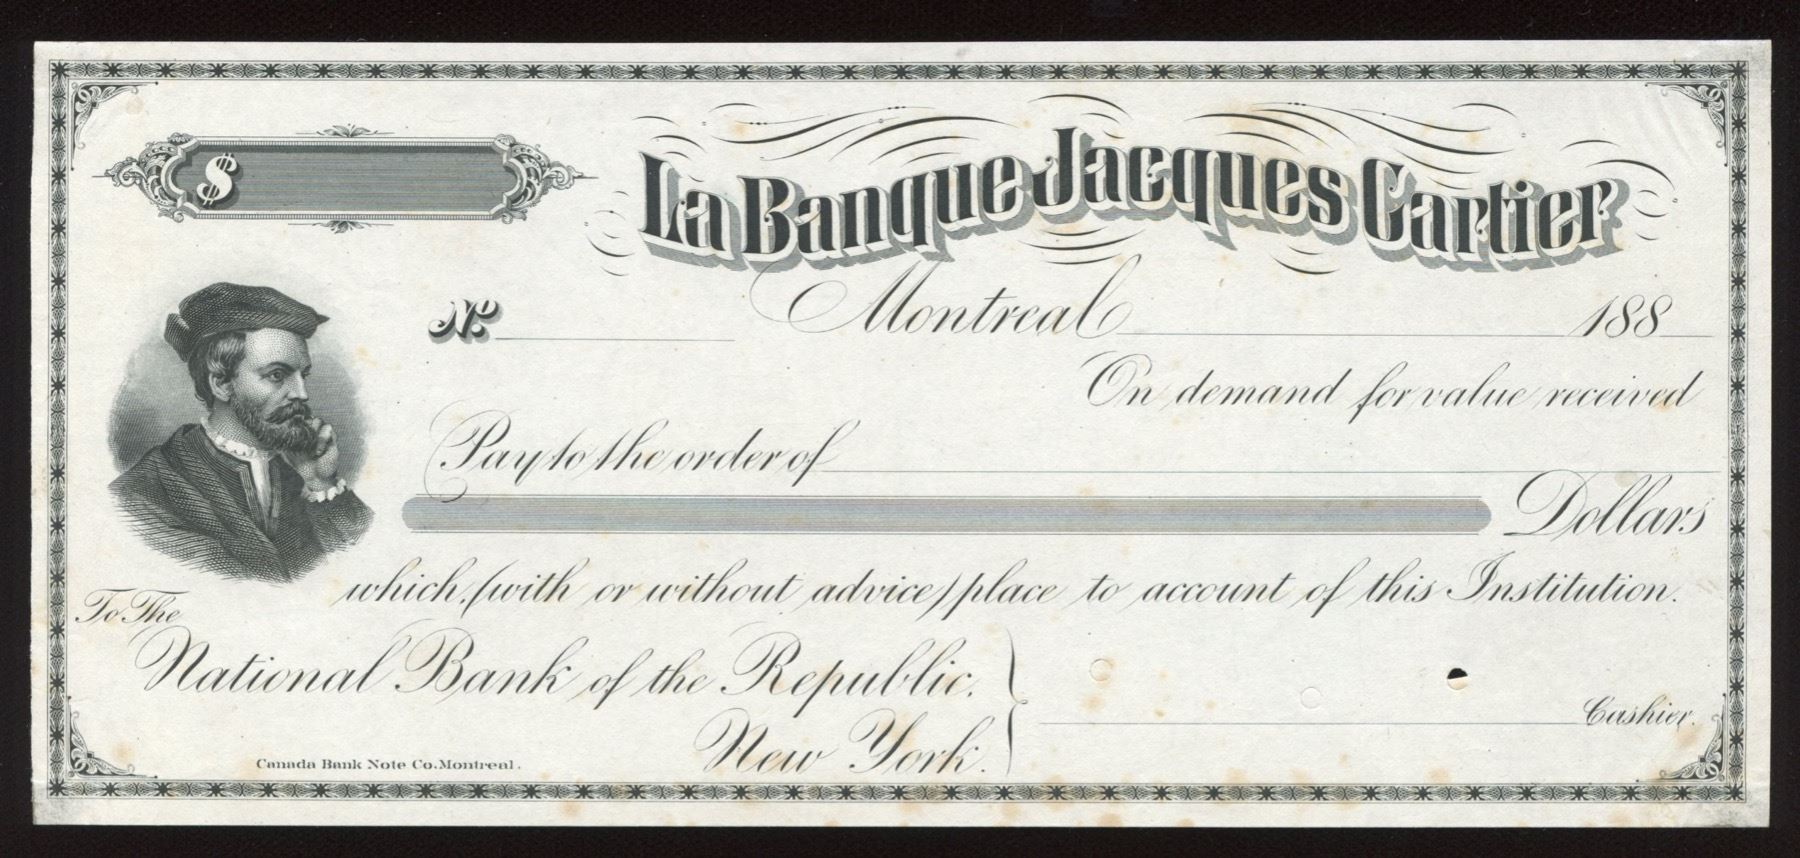 La Banque Jacques Cartier
$
No. Montreal 188
On demand for value received
Pay to the order of
Dollars
which (with or without advice) place to account of this Institution.
To The
National Bank of the Republic.
New York.
Cashier.
Canada Bank Note Co. Montreal.